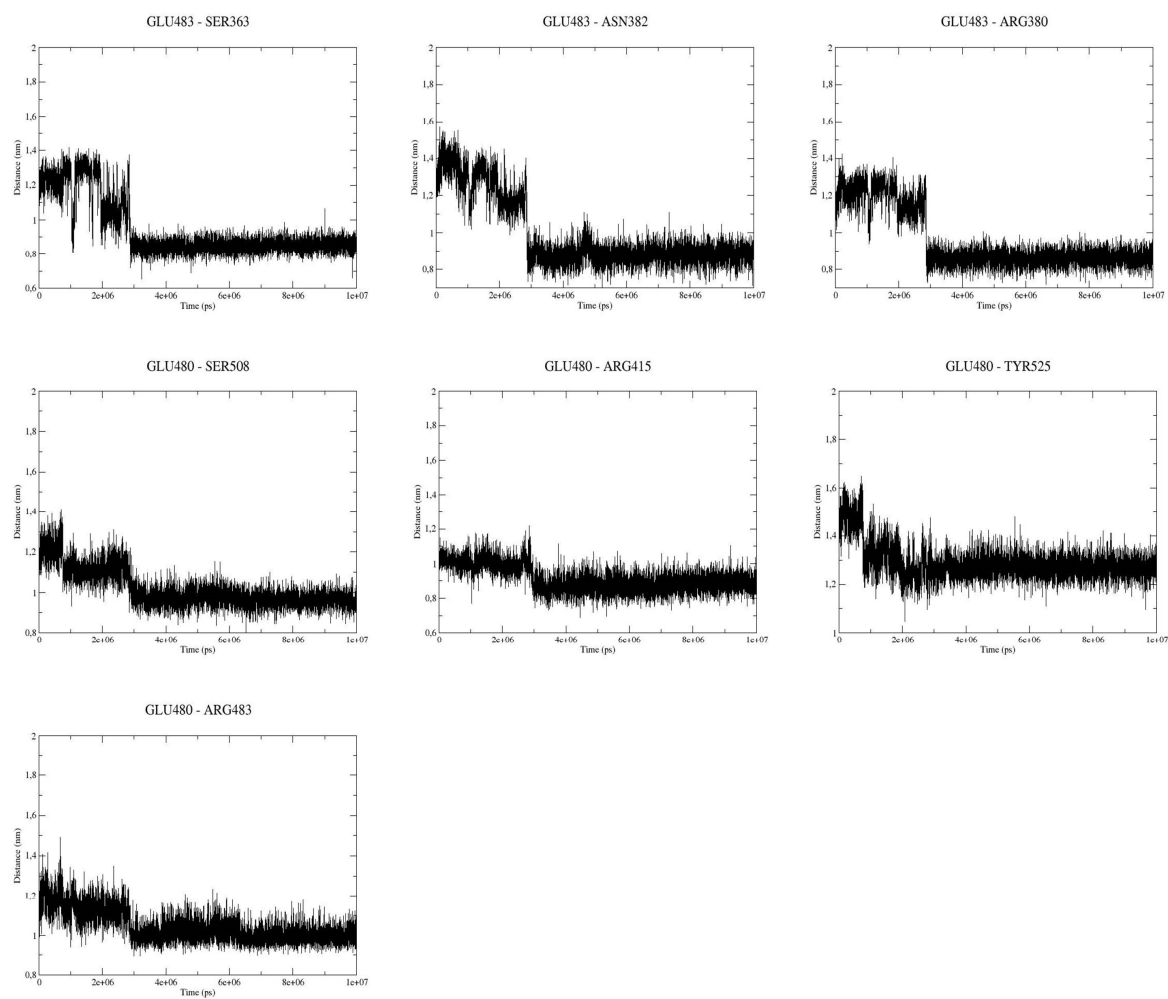 GLU483 - SER363
2
1,8
1,6
1,4
1,2
1
0,8
0,6
Distance (nm)
0 2e+06 4e+06 6e+06 8e+06 1e+07
Time (ps)
GLU483 - ASN382
2
1,8
1,6
1,4
1,2
1
0,8
Distance (nm)
0 2e+06 4e+06 6e+06 8e+06 1e+07
Time (ps)
GLU483 - ARG380
2
1,8
1,6
1,4
1,2
1
0,8
Distance (nm)
0 2e+06 4e+06 6e+06 8e+06 1e+07
Time (ps)
GLU480 - SER508
2
1,8
1,6
1,4
1,2
1
0,8
Distance (nm)
0 2e+06 4e+06 6e+06 8e+06 1e+07
Time (ps)
GLU480 - ARG415
2
1,8
1,6
1,4
1,2
1
0,8
0,6
Distance (nm)
0 2e+06 4e+06 6e+06 8e+06 1e+07
Time (ps)
GLU480 - TYR525
2
1,8
1,6
1,4
1,2
1
Distance (nm)
0 2e+06 4e+06 6e+06 8e+06 1e+07
Time (ps)
GLU480 - ARG483
2
1,8
1,6
1,4
1,2
1
0,8
Distance (nm)
0 2e+06 4e+06 6e+06 8e+06 1e+07
Time (ps)